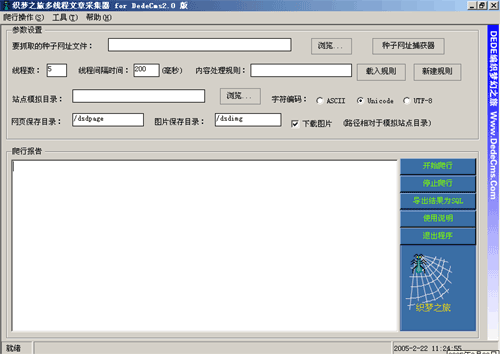 织梦之旅多线程文章采集器 for DedeCms2.0 版
爬行操作(S) 工具(T) 帮助(H)
参数设置
要抓取的种子网址文件： 浏览... 种子网址捕获器
线程数： 5 线程间隔时间： 200 (毫秒) 内容处理规则： 载入规则 新建规则
站点模拟目录： 浏览... 字符编码： ASCII Unicode UTF-8
网页保存目录： /dsdpage 图片保存目录： /dsdimg 下载图片 (路径相对于模拟站点目录)
DEDE编织梦幻之旅 Www.DedeCms.Com
爬行报告
开始爬行
停止爬行
导出结果为SQL
使用说明
退出程序
织梦之旅
就绪 2005-2-22 11:24:55